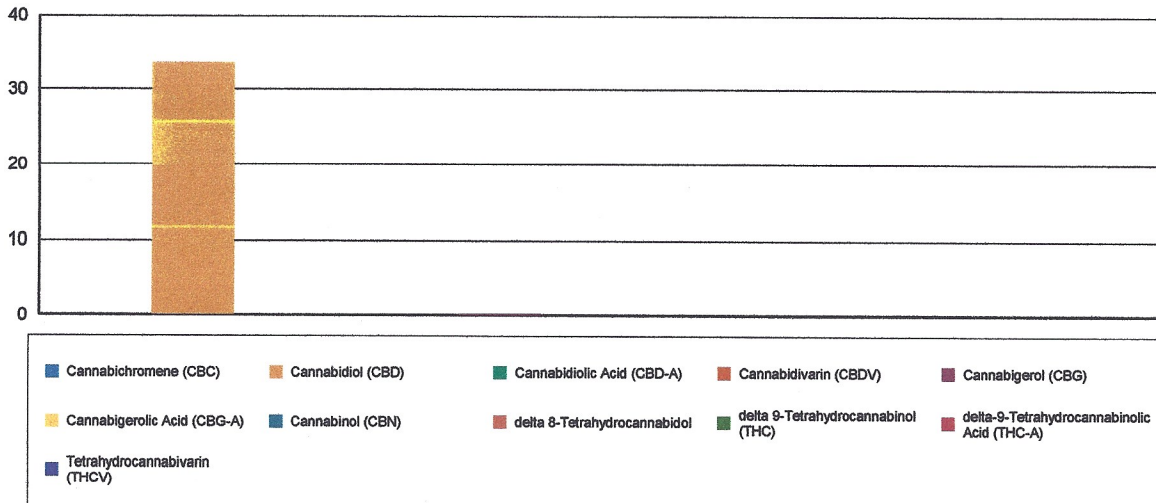 40
30
20
10
0
Cannabichromene (CBC)
Cannabidiol (CBD)
Cannabidiolic Acid (CBD-A)
Cannabidivarin (CBDV)
Cannabigerol (CBG)
Cannabigerolic Acid (CBG-A)
Cannabinol (CBN)
delta 8-Tetrahydrocannabidol
delta 9-Tetrahydrocannabinol
(THC)
delta-9-Tetrahydrocannabinolic
Acid (THC-A)
Tetrahydrocannabivarin
(THCV)